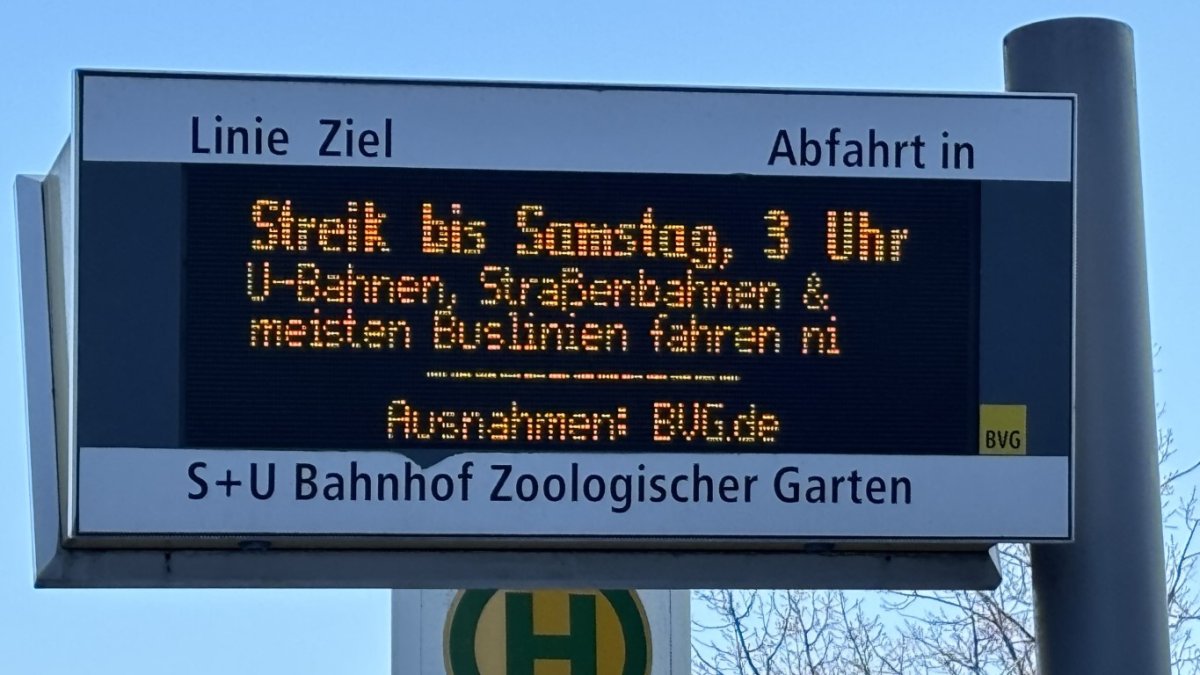 Linie Ziel Abfahrt in
Streik bis Samstag, 3 Uhr
U-Bahnen, Straßenbahnen &
meisten Buslinien fahren ni
Ausnahmen: BVG.de
BVG
S+U Bahnhof Zoologischer Garten
H